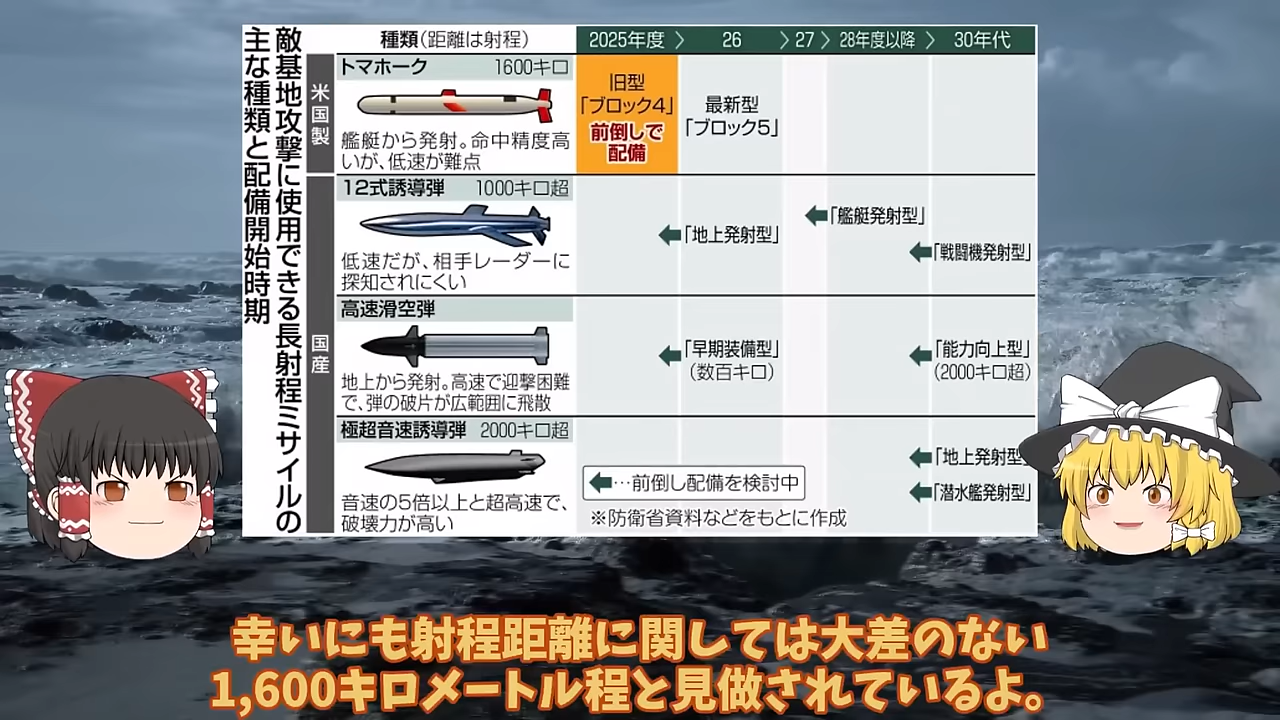 敵基地攻撃に使用できる長射程ミサイルの
主な種類と配備開始時期
種類(距離は射程)
2025年度 26 27 28年度以降 30年代
米国製
トマホーク 1600キロ
艦艇から発射。命中精度高
いが、低速が難点
旧型
「ブロック4」
前倒しで
配備
最新型
「ブロック5」
国産
12式誘導弾 1000キロ超
低速だが、相手レーダーに
探知されにくい
「地上発射型」
「艦艇発射型」
「戦闘機発射型」
高速滑空弾
地上から発射。高速で迎撃困難
で、弾の破片が広範囲に飛散
「早期装備型」
(数百キロ)
「能力向上型」
(2000キロ超)
極超音速誘導弾 2000キロ超
音速の5倍以上と超高速で、
破壊力が高い
「地上発射型
「潜水艦発射型」
…前倒し配備を検討中
※防衛省資料などをもとに作成
幸いにも射程距離に関しては大差のない
1,600キロメートル程と見做されているよ。